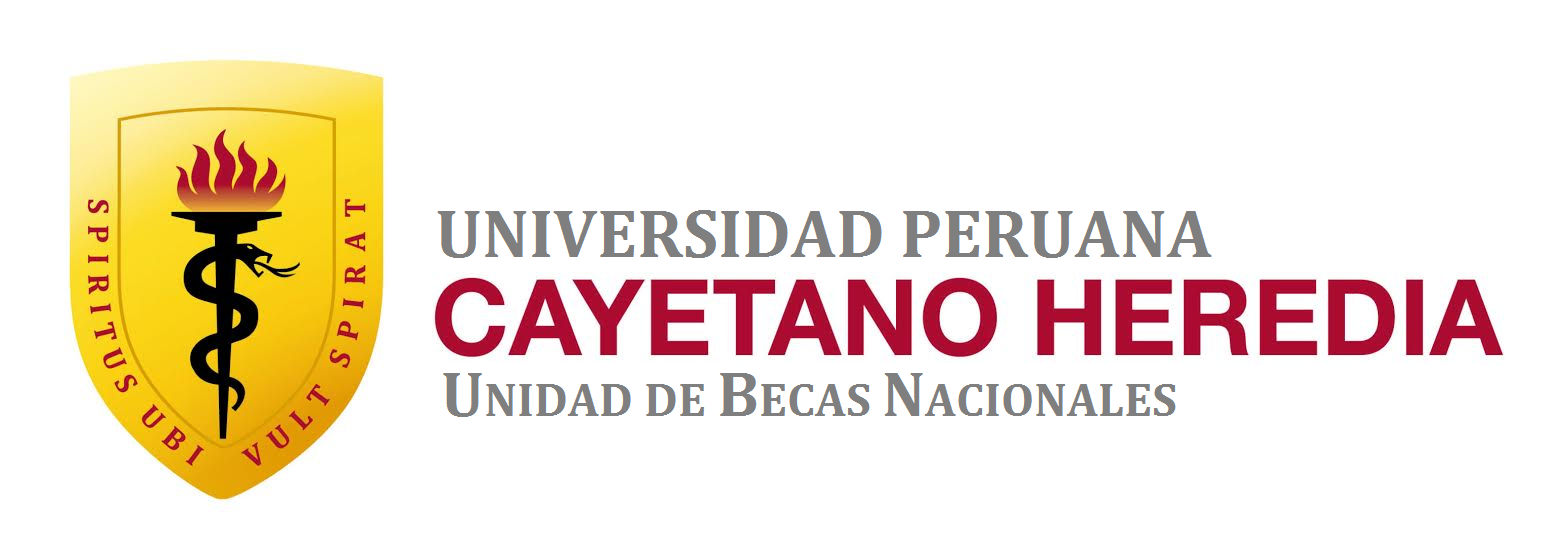 SPIRITUS UBI VULT SPIRAT
UNIVERSIDAD PERUANA
CAYETANO HEREDIA
UNIDAD DE BECAS NACIONALES